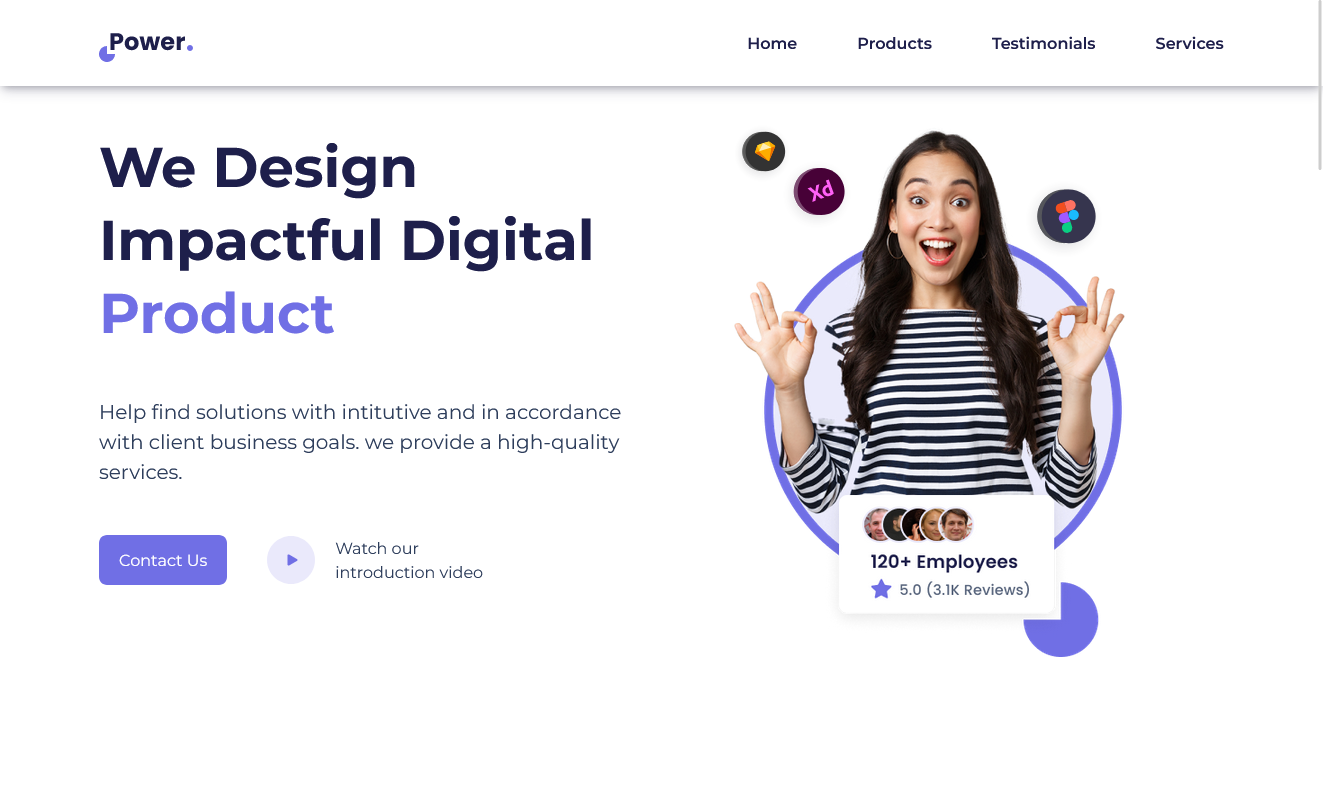 Power.
Home
Products
Testimonials
Services
We Design
Impactful Digital
Product
Help find solutions with intitutive and in accordance
with client business goals. we provide a high-quality
services.
Contact Us
Watch our
introduction video
Xd
120+ Employees
5.0 (3.1K Reviews)